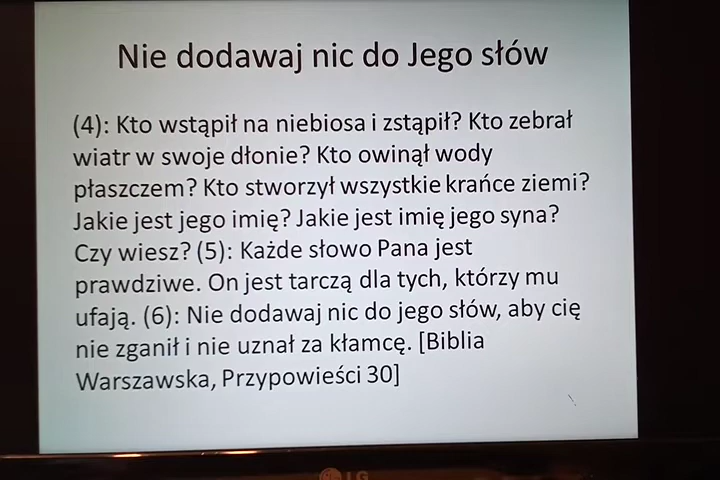 Nie dodawaj nic do Jego słów
(4): Kto wstąpił na niebiosa i zstąpił? Kto zebrał
wiatr w swoje dłonie? Kto owinął wody
płaszczem? Kto stworzył wszystkie krańce ziemi?
Jakie jest jego imię? Jakie jest imię jego syna?
Czy wiesz? (5): Każde słowo Pana jest
prawdziwe. On jest tarczą dla tych, którzy mu
ufają. (6): Nie dodawaj nic do jego słów, aby cię
nie zganił i nie uznał za kłamcę. [Biblia
Warszawska, Przypowieści 30]
LG